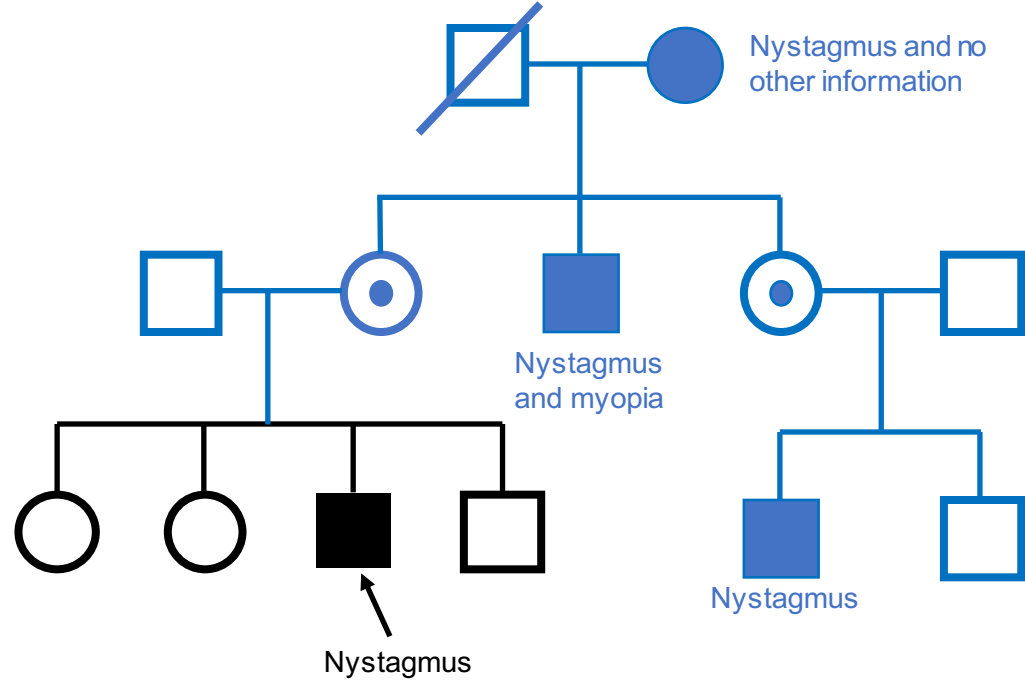 Nystagmus and no
other information
Nystagmus
and myopia
Nystagmus
Nystagmus